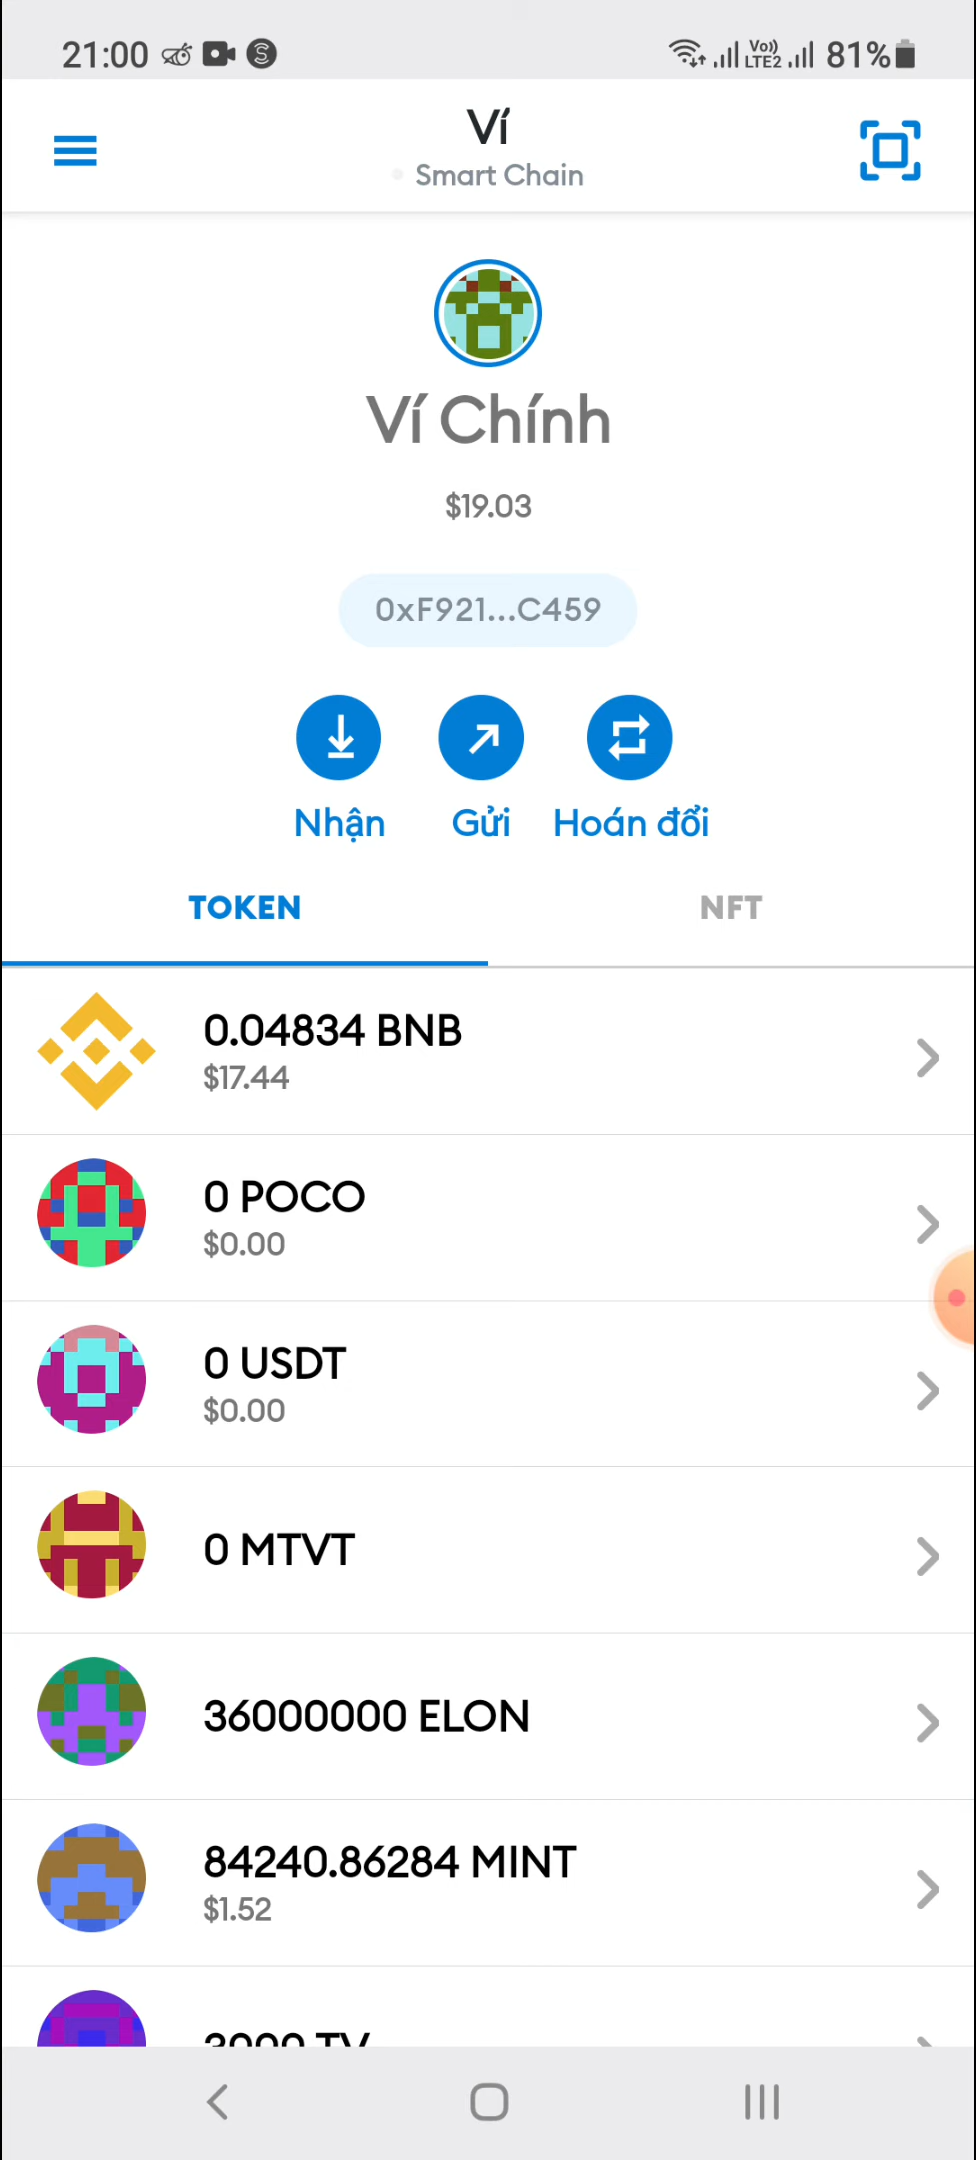 21:00
Vo))
LTE2
81%
Ví
Smart Chain
Ví Chính
$19.03
0xF921...C459
Nhận Gửi Hoán đổi
TOKEN NFT
0.04834 BNB
$17.44
0 POCO
$0.00
0 USDT
$0.00
0 MTVT
36000000 ELON
84240.86284 MINT
$1.52